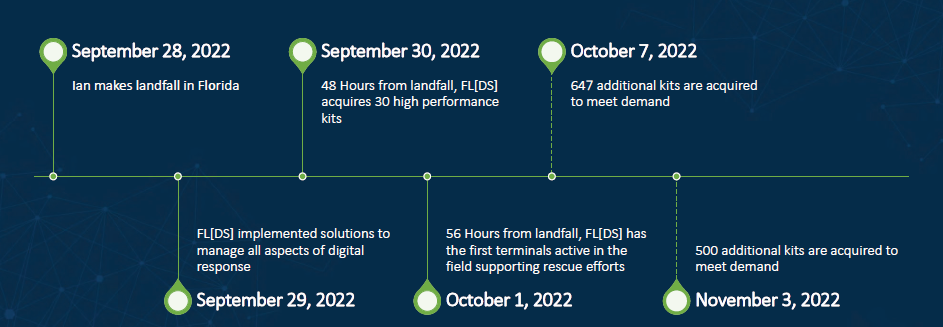 September 28, 2022
Ian makes landfall in Florida
September 30, 2022
48 Hours from landfall, FL[DS]
acquires 30 high performance
kits
October 7, 2022
647 additional kits are acquired
to meet demand
FL[DS] implemented solutions to
manage all aspects of digital
response
September 29, 2022
56 Hours from landfall, FL[DS] has
the first terminals active in the
field supporting rescue efforts
October 1, 2022
500 additional kits are acquired to
meet demand
November 3, 2022